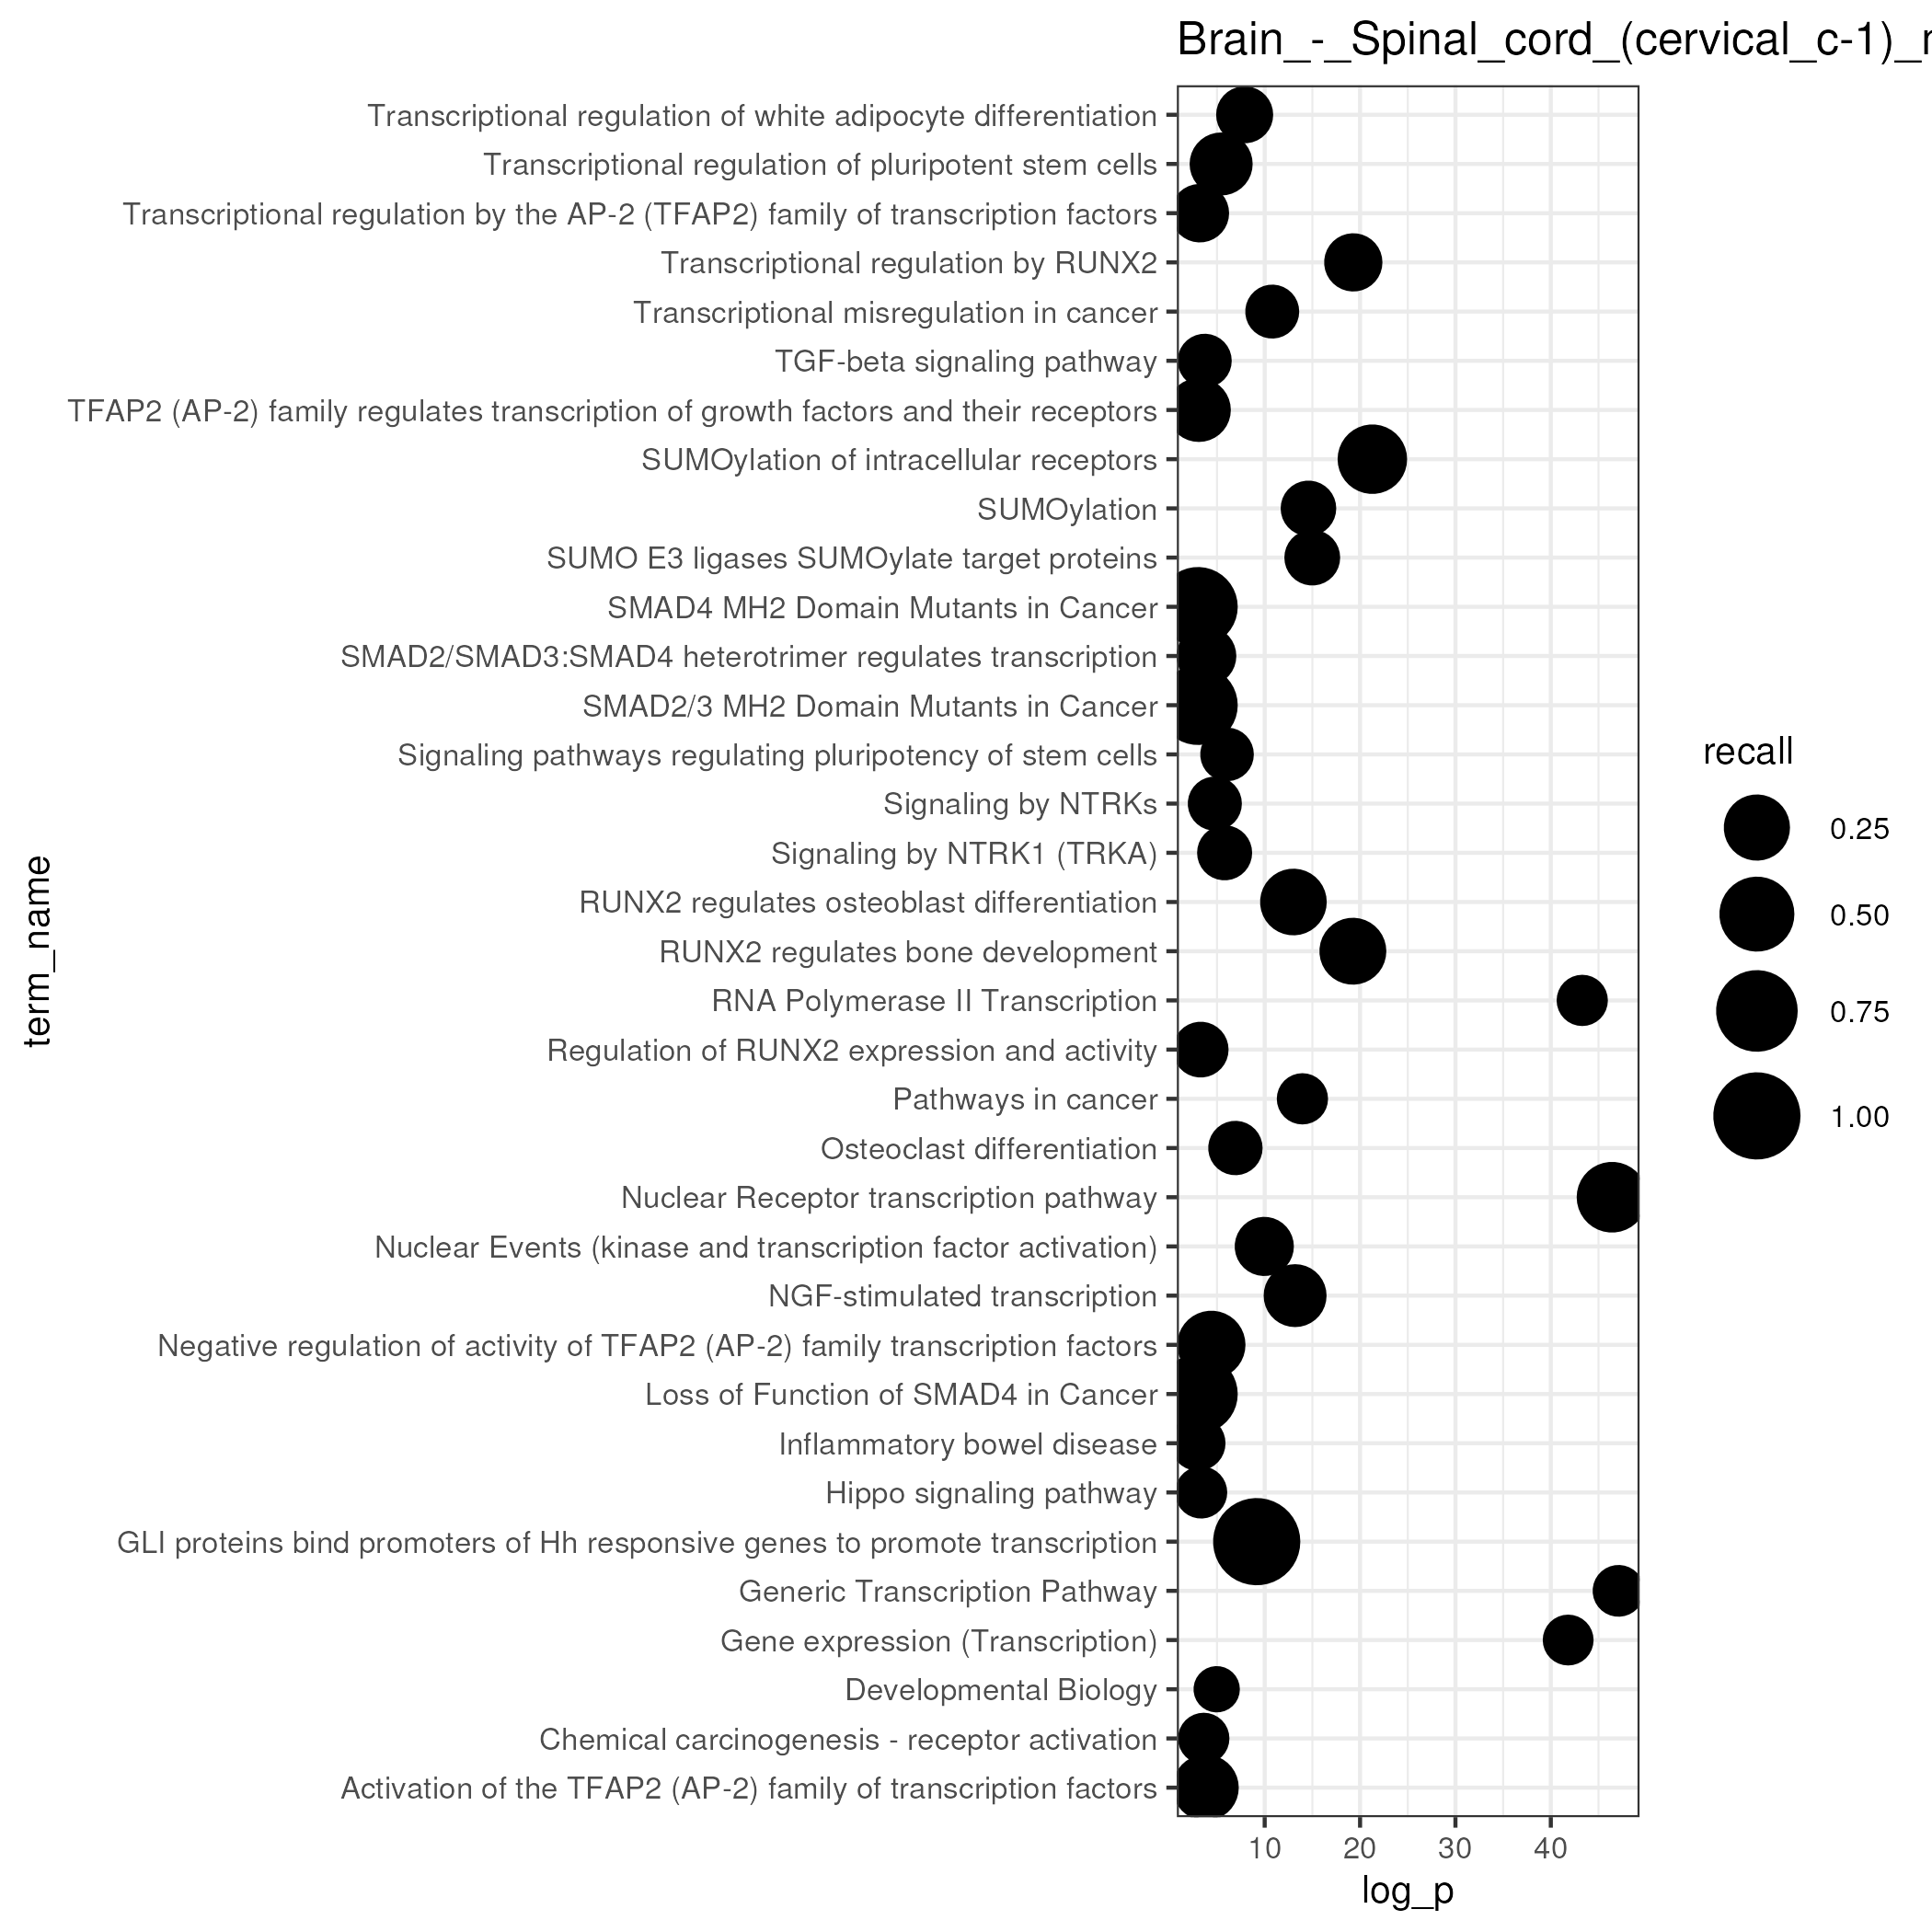 Brain_-_Spinal_cord_(cervical_c-1)_
Transcriptional regulation of white adipocyte differentiation
Transcriptional regulation of pluripotent stem cells
Transcriptional regulation by the AP-2 (TFAP2) family of transcription factors
Transcriptional regulation by RUNX2
Transcriptional misregulation in cancer
TGF-beta signaling pathway
TFAP2 (AP-2) family regulates transcription of growth factors and their receptors
SUMOylation of intracellular receptors
SUMOylation
SUMO E3 ligases SUMOylate target proteins
SMAD4 MH2 Domain Mutants in Cancer
SMAD2/SMAD3:SMAD4 heterotrimer regulates transcription
SMAD2/3 MH2 Domain Mutants in Cancer
Signaling pathways regulating pluripotency of stem cells
Signaling by NTRKs
Signaling by NTRK1 (TRKA)
RUNX2 regulates osteoblast differentiation
RUNX2 regulates bone development
RNA Polymerase II Transcription
Regulation of RUNX2 expression and activity
Pathways in cancer
Osteoclast differentiation
Nuclear Receptor transcription pathway
Nuclear Events (kinase and transcription factor activation)
NGF-stimulated transcription
Negative regulation of activity of TFAP2 (AP-2) family transcription factors
Loss of Function of SMAD4 in Cancer
Inflammatory bowel disease
Hippo signaling pathway
GLI proteins bind promoters of Hh responsive genes to promote transcription
Generic Transcription Pathway
Gene expression (Transcription)
Developmental Biology
Chemical carcinogenesis - receptor activation
Activation of the TFAP2 (AP-2) family of transcription factors
term_name
10 20 30 40
log_p
recall
0.25
0.50
0.75
1.00